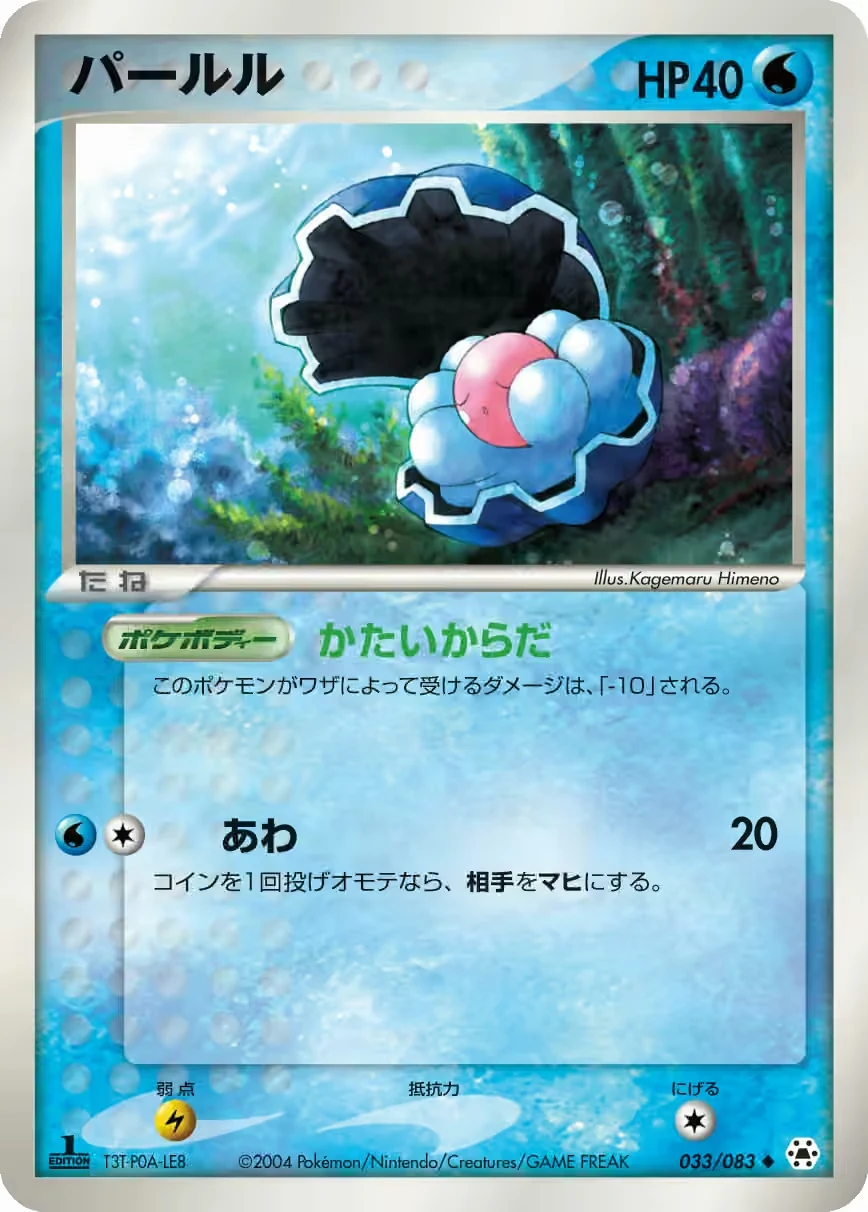 パールル
HP40
たね
Illus.Kagemaru Himeno
ポケボディー かたいからだ
このポケモンがワザによって受けるダメージは、「-10」される。
あわ 20
コインを1回投げオモテなら、相手をマヒにする。
弱点 抵抗力 にげる
1 EDITION T3T-P0A-LE8 ©2004 Pokémon/Nintendo/Creatures/GAME FREAK 033/083